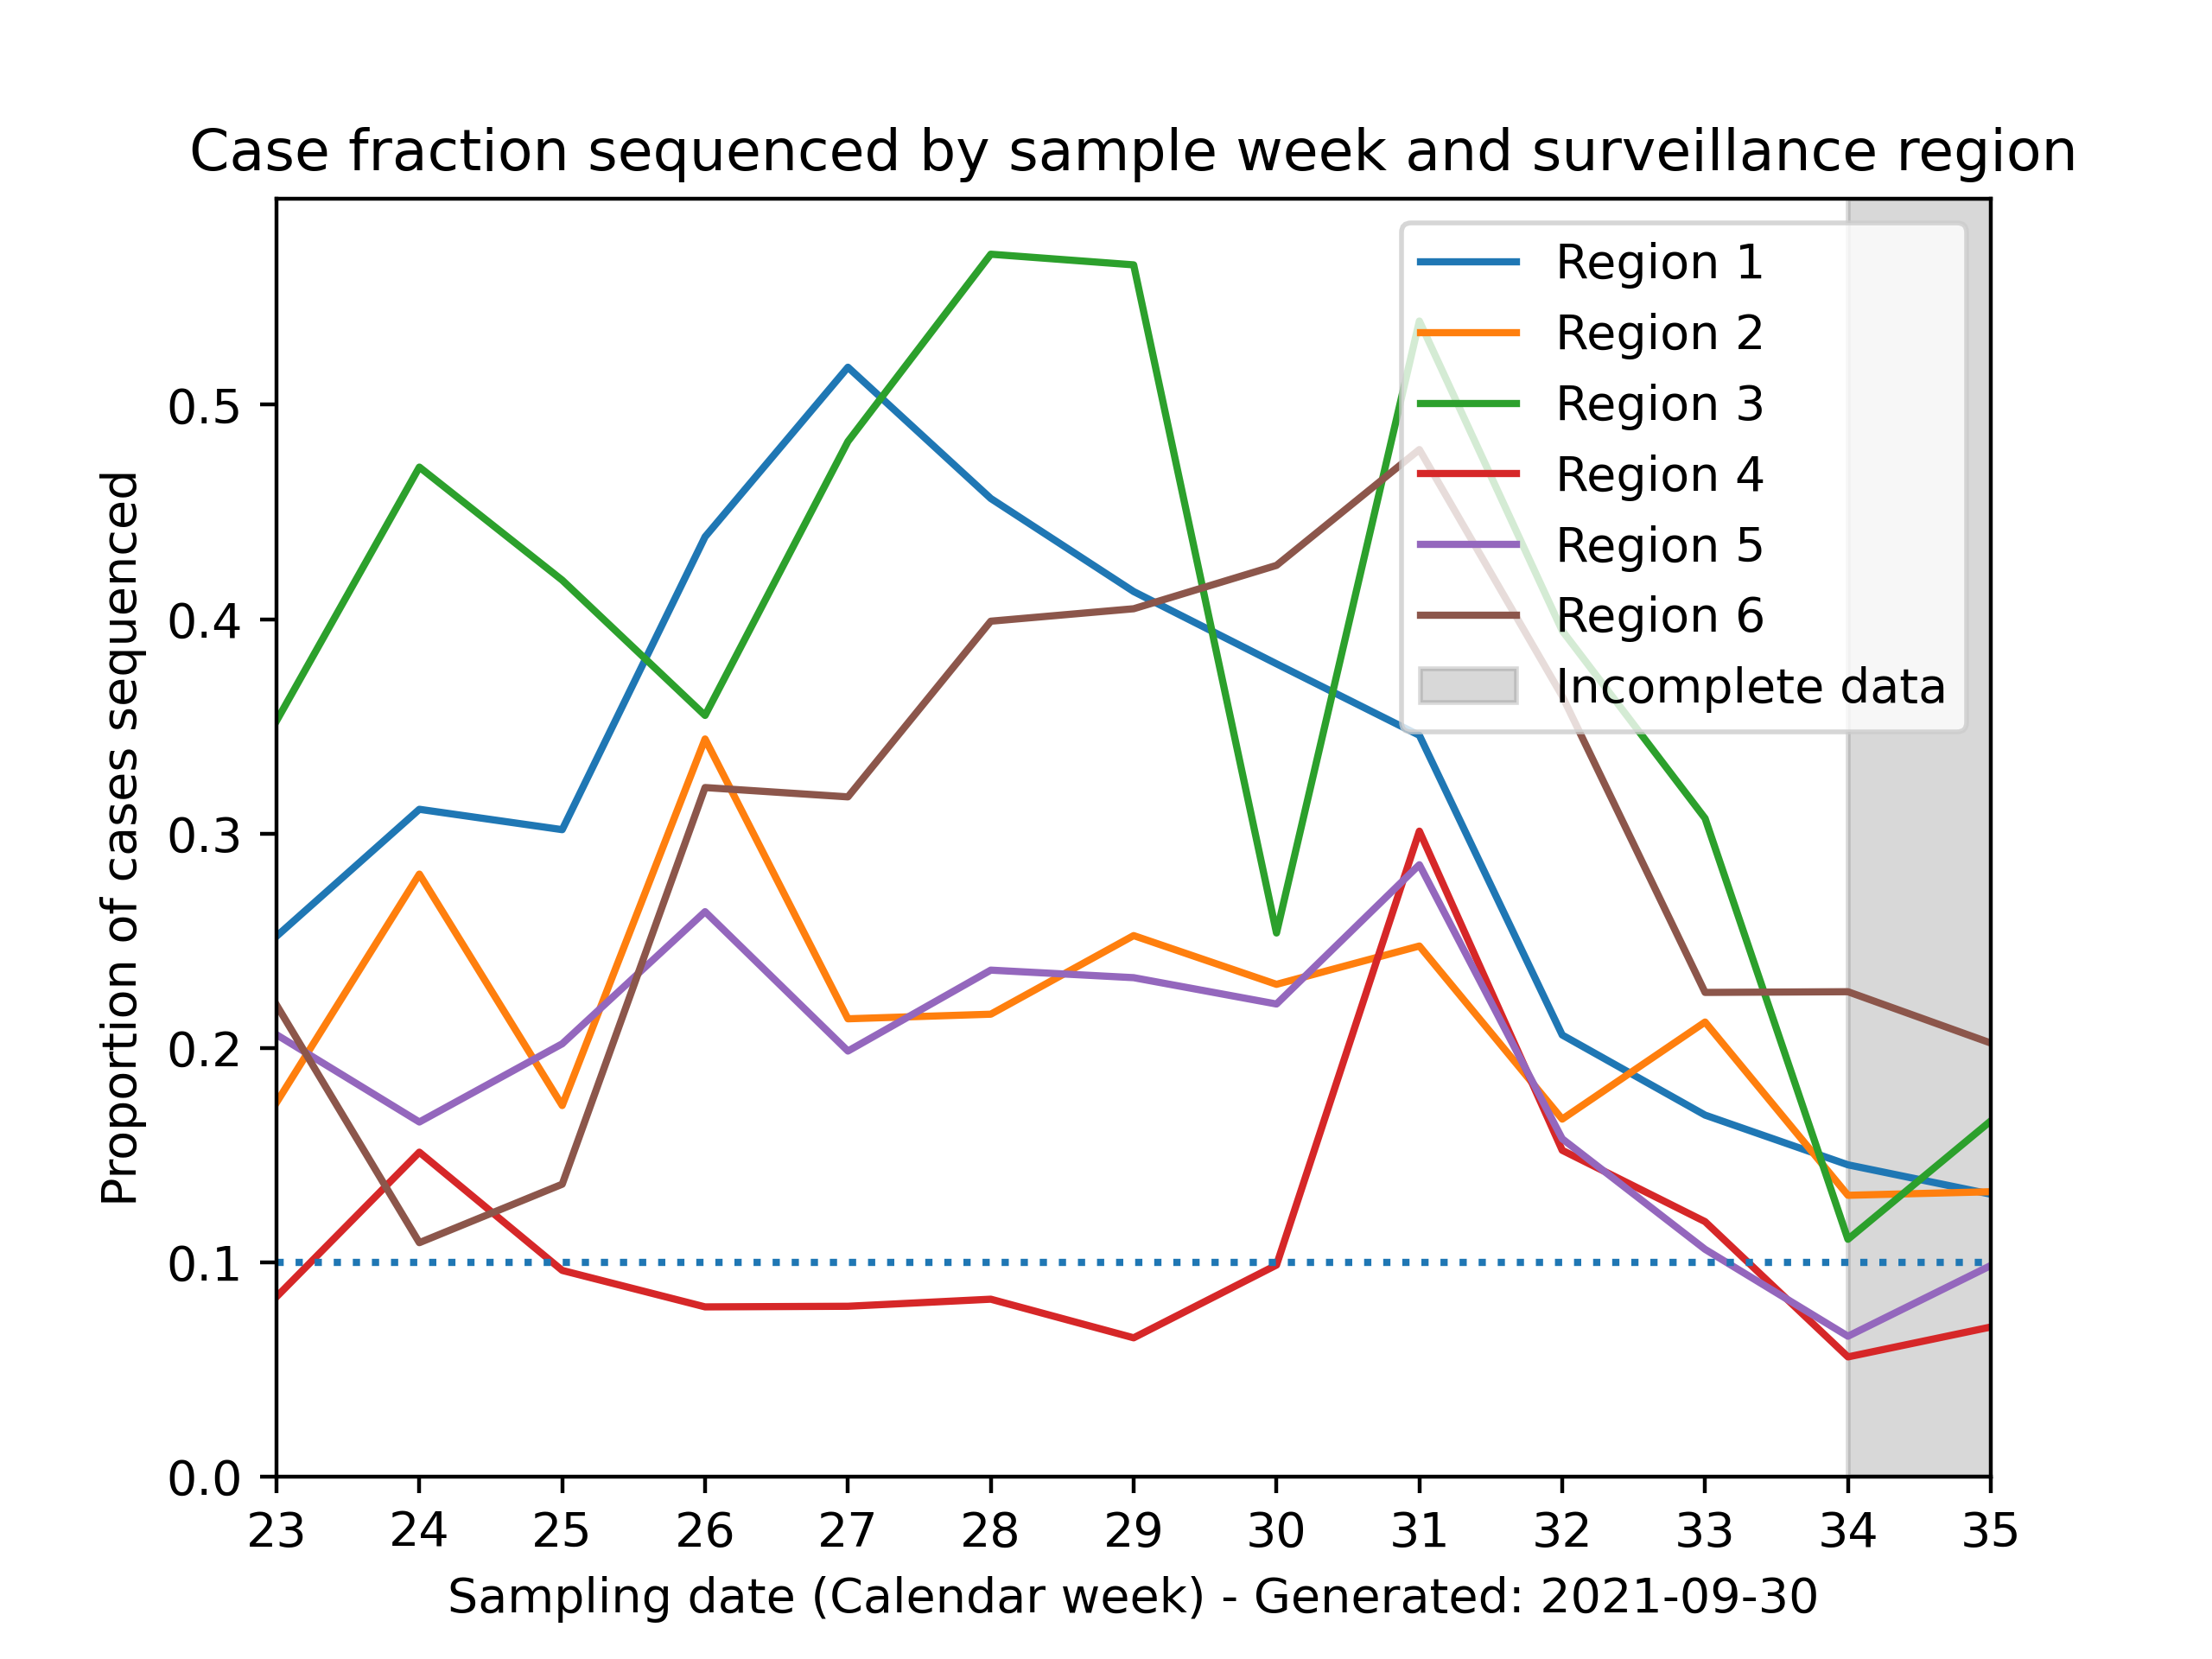 Case fraction sequenced by sample week and surveillance region
Region 1
Region 2
Region 3
Region 4
Region 5
Region 6
Incomplete data
Proportion of cases sequenced
0.5
0.4
0.3
0.2
0.1
0.0
23 24 25 26 27 28 29 30 31 32 33 34 35
Sampling date (Calendar week) - Generated: 2021-09-30